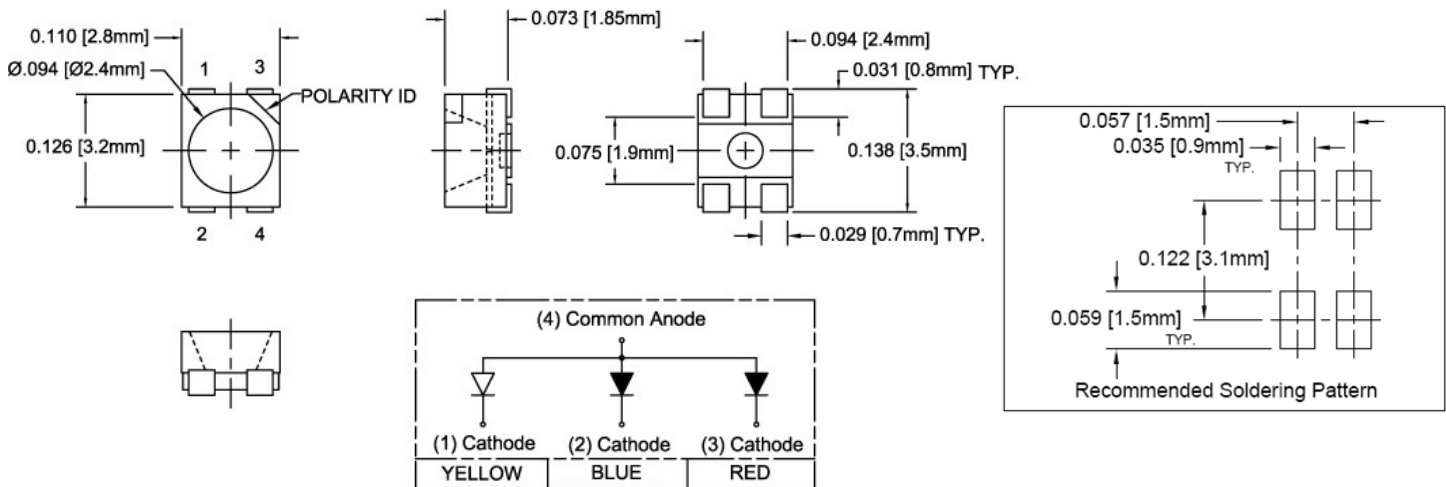 0.110 [2.8mm]
Ø.094 [Ø2.4mm]
1
3
POLARITY ID
0.126 [3.2mm]
2
4
0.073 [1.85mm]
0.094 [2.4mm]
0.031 [0.8mm] TYP.
0.075 [1.9mm]
0.138 [3.5mm]
0.029 [0.7mm] TYP.
0.057 [1.5mm]
0.035 [0.9mm]
TYP.
0.122 [3.1mm]
0.059 [1.5mm]
TYP.
Recommended Soldering Pattern
(4) Common Anode
(1) Cathode
(2) Cathode
(3) Cathode
YELLOW
BLUE
RED